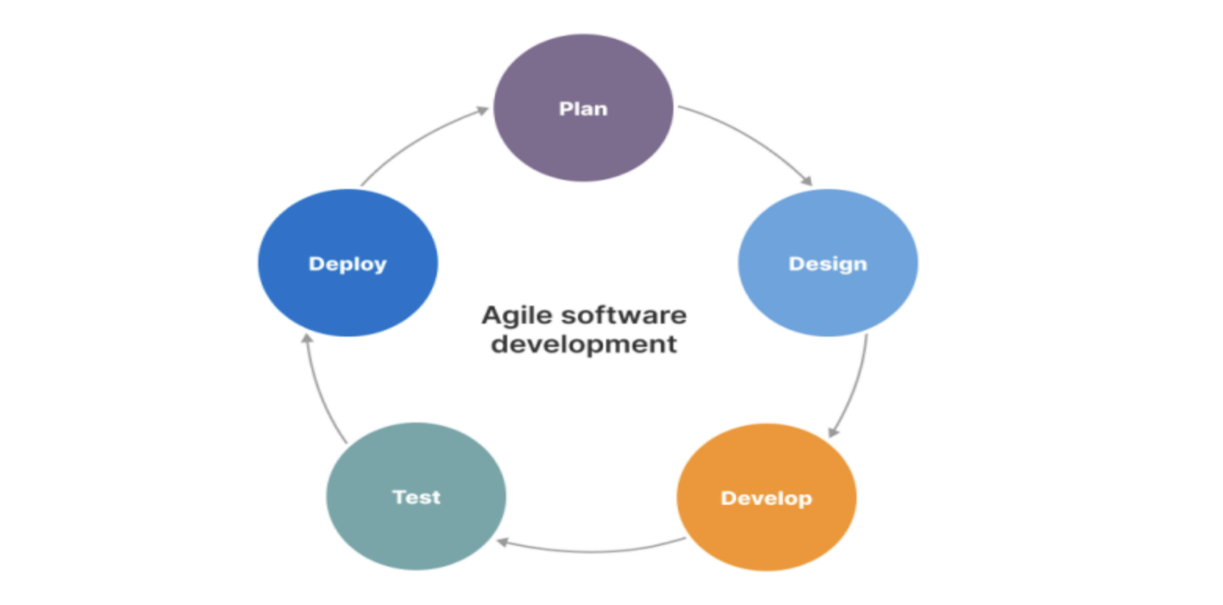 Plan
Design
Develop
Test
Deploy
Agile software
development